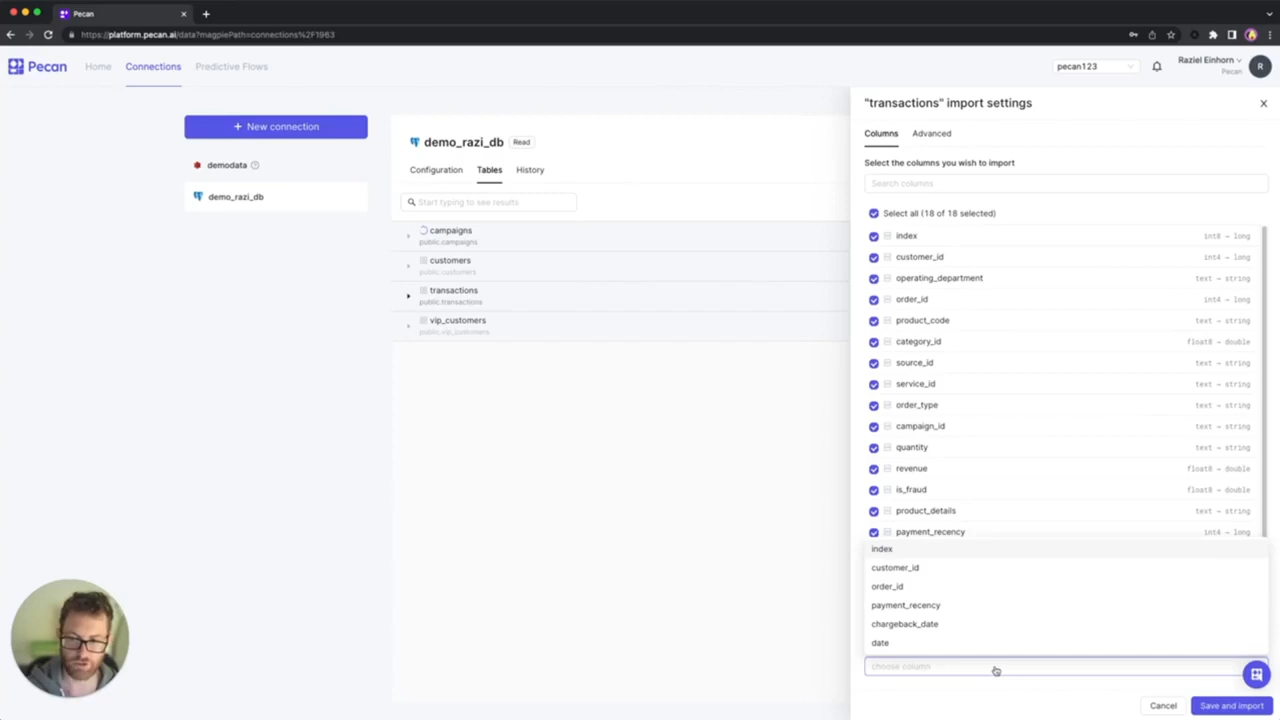 Pecan
https://platform.pecan.ai/data?magpiePath=connections%2F1963
Pecan
Home
Connections
Predictive Flows
pecan123
Raziel Einhorn
Pecan
R
New connection
demodata
demo_razi_db
demo_razi_db
Read
Configuration
Tables
History
Start typing to see results
campaigns
public.campaigns
customers
public.customers
transactions
public.transactions
vip_customers
public.vip_customers
"transactions" import settings
Columns
Advanced
Select the columns you wish to import
Search columns
Select all (18 of 18 selected)
index int8 → long
customer_id int4 → long
operating_department text → string
order_id int4 → long
product_code text → string
category_id float8 → double
source_id text → string
service_id text → string
order_type text → string
campaign_id text → string
quantity text → string
revenue float8 → double
is_fraud float8 → double
product_details text → string
payment_recency int4 → long
index
customer_id
order_id
payment_recency
chargeback_date
date
choose column
Cancel
Save and import